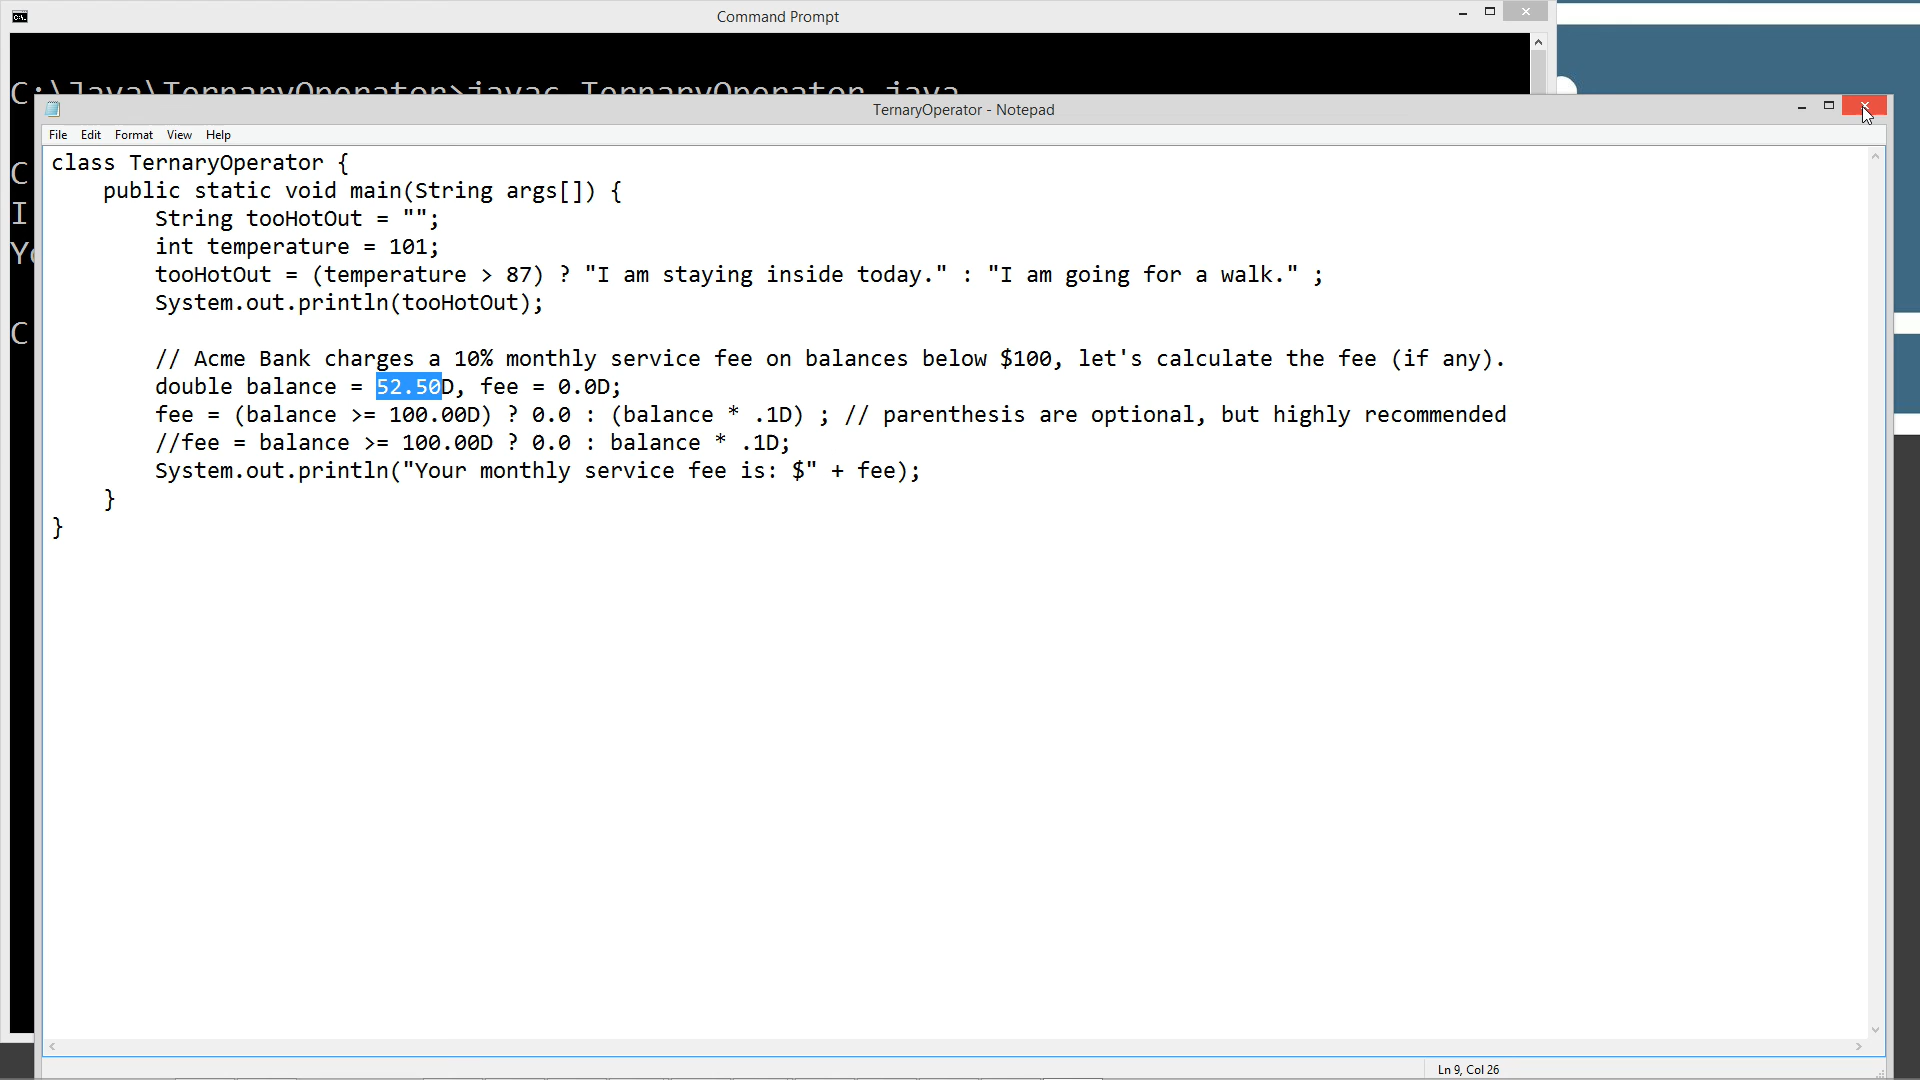 Command Prompt
C:\Java\TernaryOperator>javac TernaryOperator.java
TernaryOperator - Notepad
File Edit Format View Help
class TernaryOperator {
    public static void main(String args[]) {
        String tooHotOut = "";
        int temperature = 101;
        tooHotOut = (temperature > 87) ? "I am staying inside today." : "I am going for a walk." ;
        System.out.println(tooHotOut);
        // Acme Bank charges a 10% monthly service fee on balances below $100, let's calculate the fee (if any).
        double balance = 52.50D, fee = 0.0D;
        fee = (balance >= 100.00D) ? 0.0 : (balance * .1D) ; // parenthesis are optional, but highly recommended
        //fee = balance >= 100.00D ? 0.0 : balance * .1D;
        System.out.println("Your monthly service fee is: $" + fee);
    }
}
C
I
C
Ln 9, Col 26